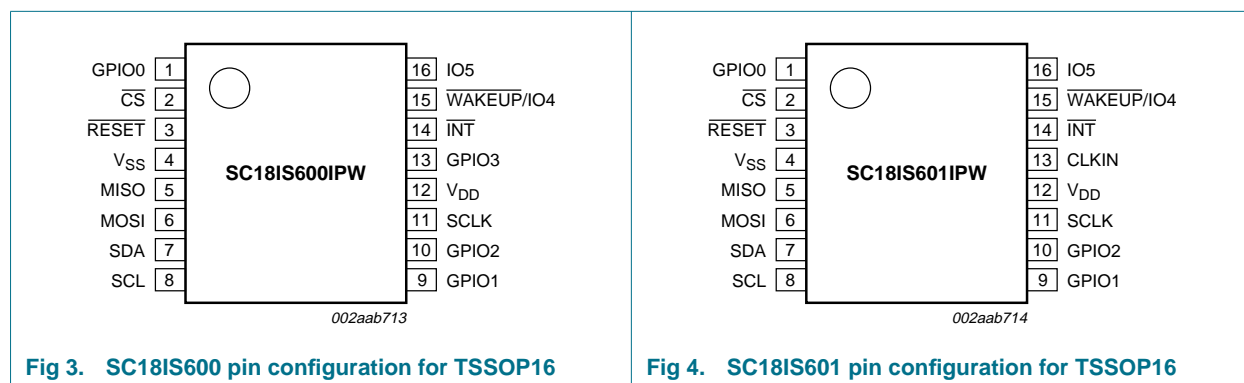 GPIO0 1
CS 2
RESET 3
VSS 4
MISO 5
MOSI 6
SDA 7
SCL 8
SC18IS600IPW
16 IO5
15 WAKEUP/IO4
14 INT
13 GPIO3
12 VDD
11 SCLK
10 GPIO2
9 GPIO1
002aab713
Fig 3. SC18IS600 pin configuration for TSSOP16
GPIO0 1
CS 2
RESET 3
VSS 4
MISO 5
MOSI 6
SDA 7
SCL 8
SC18IS601IPW
16 IO5
15 WAKEUP/IO4
14 INT
13 CLKIN
12 VDD
11 SCLK
10 GPIO2
9 GPIO1
002aab714
Fig 4. SC18IS601 pin configuration for TSSOP16